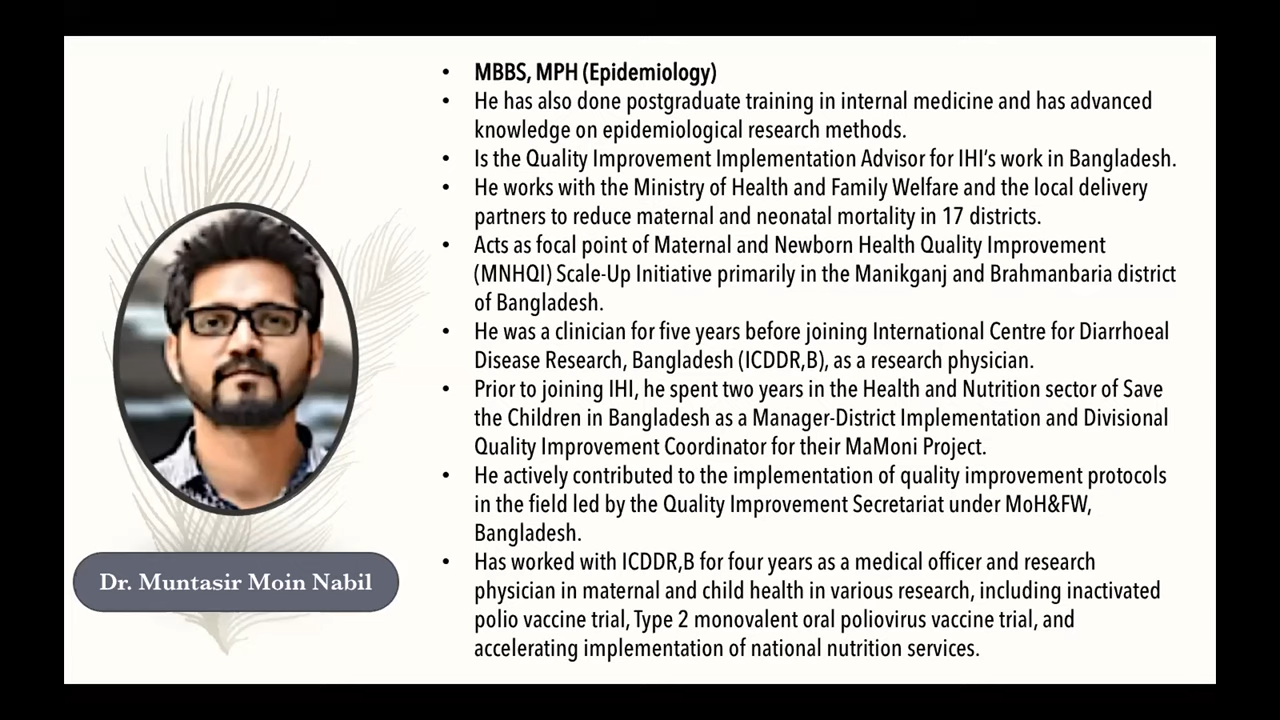 • MBBS, MPH (Epidemiology)
• He has also done postgraduate training in internal medicine and has advanced
knowledge on epidemiological research methods.
• Is the Quality Improvement Implementation Advisor for IHI's work in Bangladesh.
• He works with the Ministry of Health and Family Welfare and the local delivery
partners to reduce maternal and neonatal mortality in 17 districts.
• Acts as focal point of Maternal and Newborn Health Quality Improvement
(MNHQI) Scale-Up Initiative primarily in the Manikganj and Brahmanbaria district
of Bangladesh.
• He was a clinician for five years before joining International Centre for Diarrhoeal
Disease Research, Bangladesh (ICDDR,B), as a research physician.
• Prior to joining IHI, he spent two years in the Health and Nutrition sector of Save
the Children in Bangladesh as a Manager-District Implementation and Divisional
Quality Improvement Coordinator for their MaMoni Project.
• He actively contributed to the implementation of quality improvement protocols
in the field led by the Quality Improvement Secretariat under MoH&FW,
Bangladesh.
• Has worked with ICDDR,B for four years as a medical officer and research
physician in maternal and child health in various research, including inactivated
polio vaccine trial, Type 2 monovalent oral poliovirus vaccine trial, and
accelerating implementation of national nutrition services.
Dr. Muntasir Moin Nabil